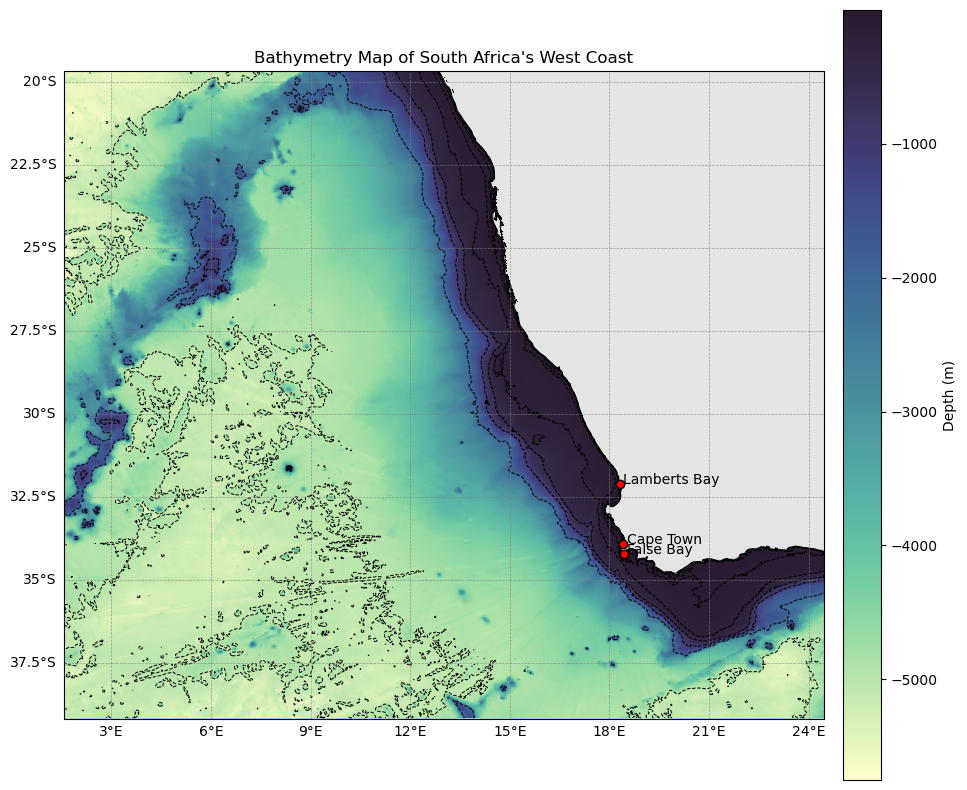 Bathymetry Map of South Africa's West Coast
20°S
22.5°S
25°S
27.5°S
30°S
32.5°S
35°S
37.5°S
3°E
6°E
9°E
12°E
15°E
18°E
21°E
24°E
Lamberts Bay
Cape Town
False Bay
−1000
−2000
−3000
−4000
−5000
Depth (m)